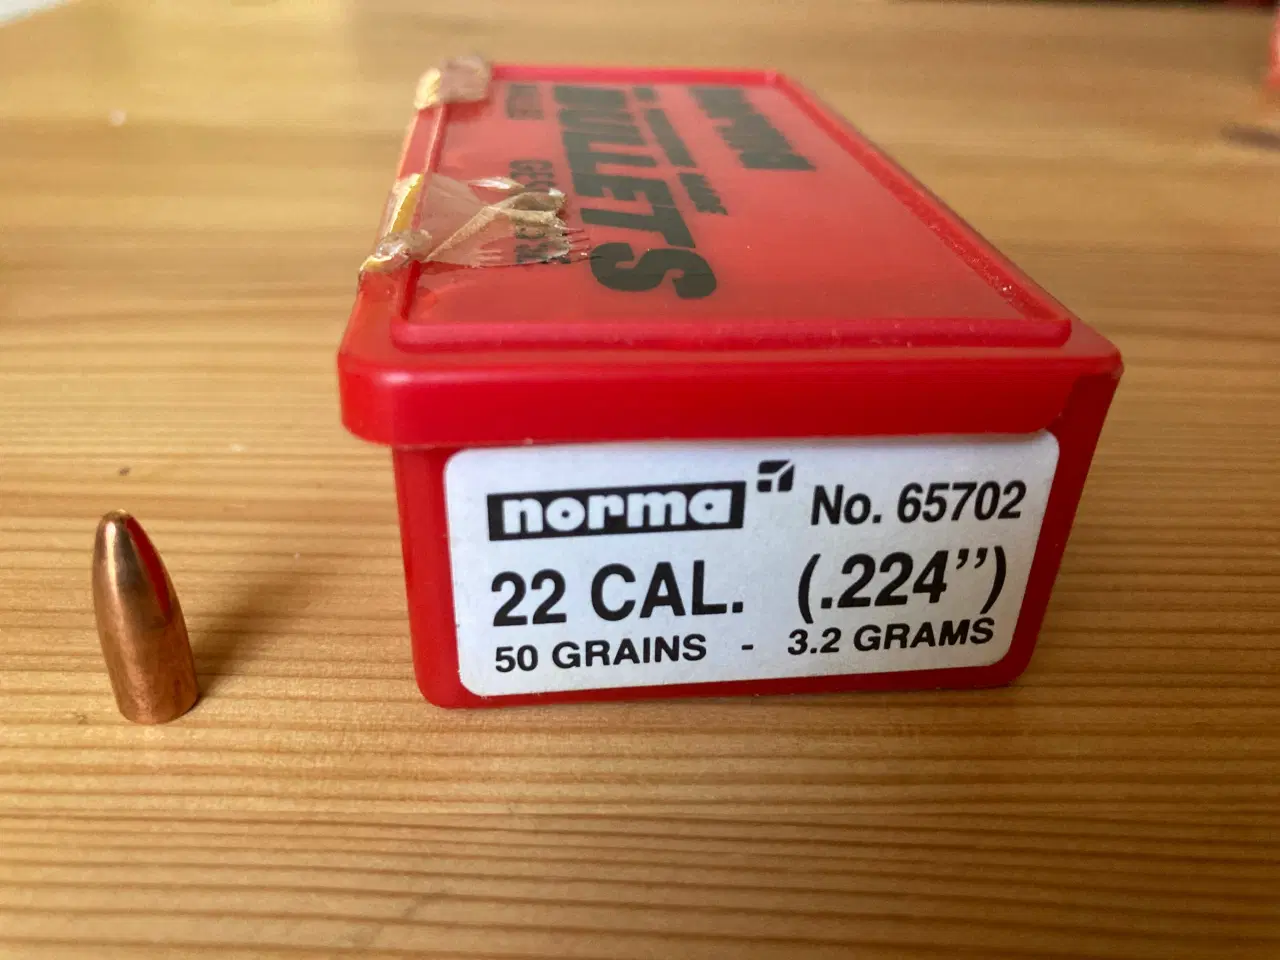 BULLETS
norma No. 65702
22 CAL. (.224”)
50 GRAINS - 3.2 GRAMS